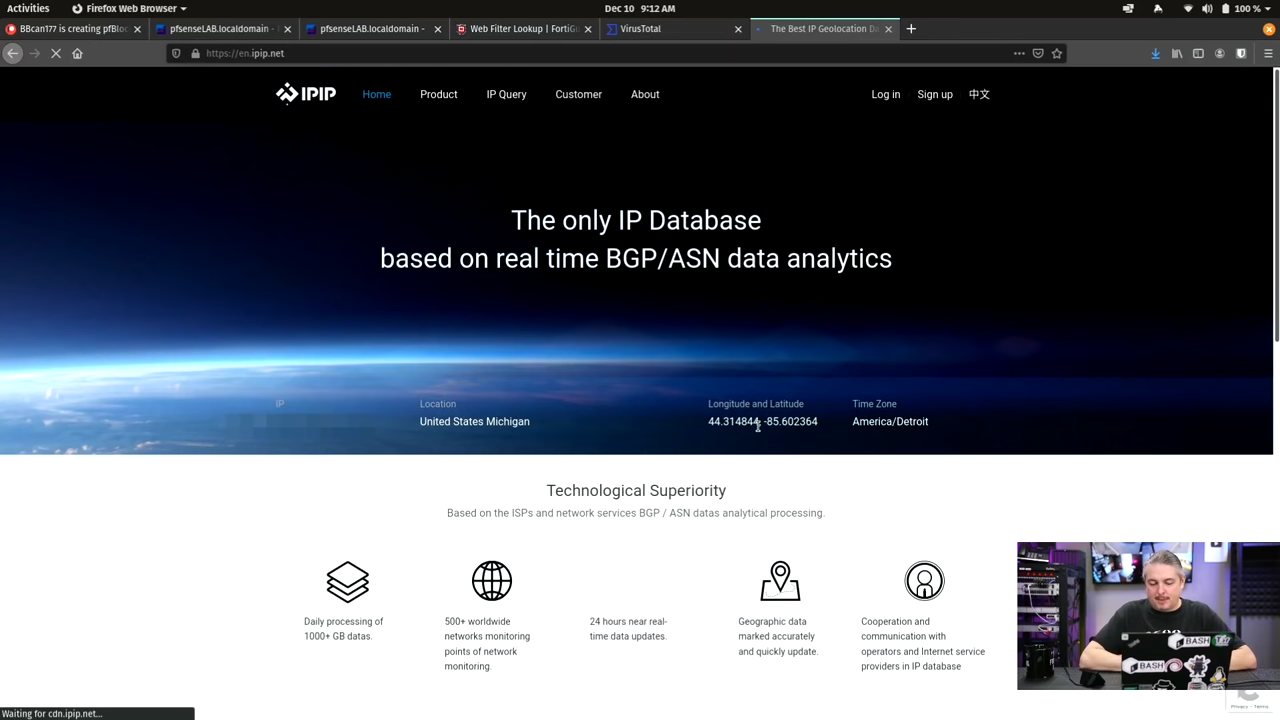 Activities
Firefox Web Browser
Dec 10 9:12 AM
100 %
BBcan177 is creating pfBloc
pfsenseLAB.localdomain -
pfsenseLAB.localdomain -
Web Filter Lookup | FortiGu
VirusTotal
The Best IP Geolocation Da
https://en.ipip.net
IPIP
Home
Product
IP Query
Customer
About
Log in
Sign up
中文
The only IP Database
based on real time BGP/ASN data analytics
IP
Location
Longitude and Latitude
Time Zone
United States Michigan
44.314844, -85.602364
America/Detroit
Technological Superiority
Based on the ISPs and network services BGP / ASN datas analytical processing.
Daily processing of
1000+ GB datas.
500+ worldwide
networks monitoring
points of network
monitoring.
24 hours near real-
time data updates.
Geographic data
marked accurately
and quickly update.
Cooperation and
communication with
operators and Internet service
providers in IP database
BASH
BASH
Privacy - Terms
Waiting for cdn.ipip.net...